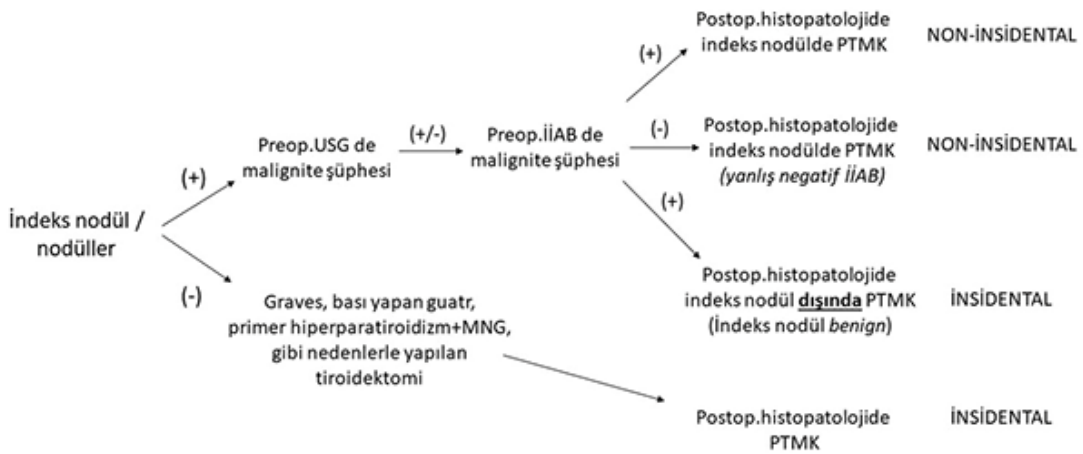 Postop.histopatolojide
indeks nodülde PTMK
NON-İNSİDENTAL
(+)
Preop.USG de
malignite şüphesi
(+/-)
Preop.İİAB de
malignite şüphesi
(-)
Postop.histopatolojide
indeks nodülde PTMK
(yanlış negatif İİAB)
NON-İNSİDENTAL
(+)
(+)
İndeks nodül /
nodüller
(-)
Graves, bası yapan guatr,
primer hiperparatiroidizm+MNG,
gibi nedenlerle yapılan
tiroidektomi
Postop.histopatolojide
indeks nodül dışında PTMK
(İndeks nodül benign)
İNSİDENTAL
Postop.histopatolojide
PTMK
İNSİDENTAL